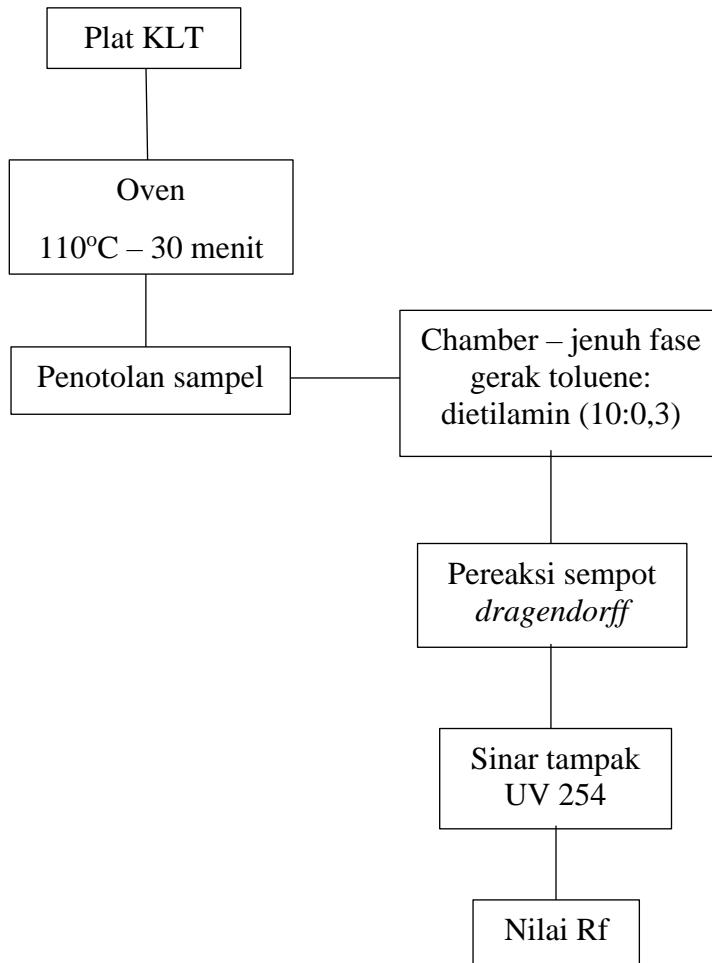 Plat KLT
Oven
110°C – 30 menit
Penotolan sampel
Chamber – jenuh fase
gerak toluene:
dietilamin (10:0,3)
Pereaksi sempot
dragendorff
Sinar tampak
UV 254
Nilai Rf